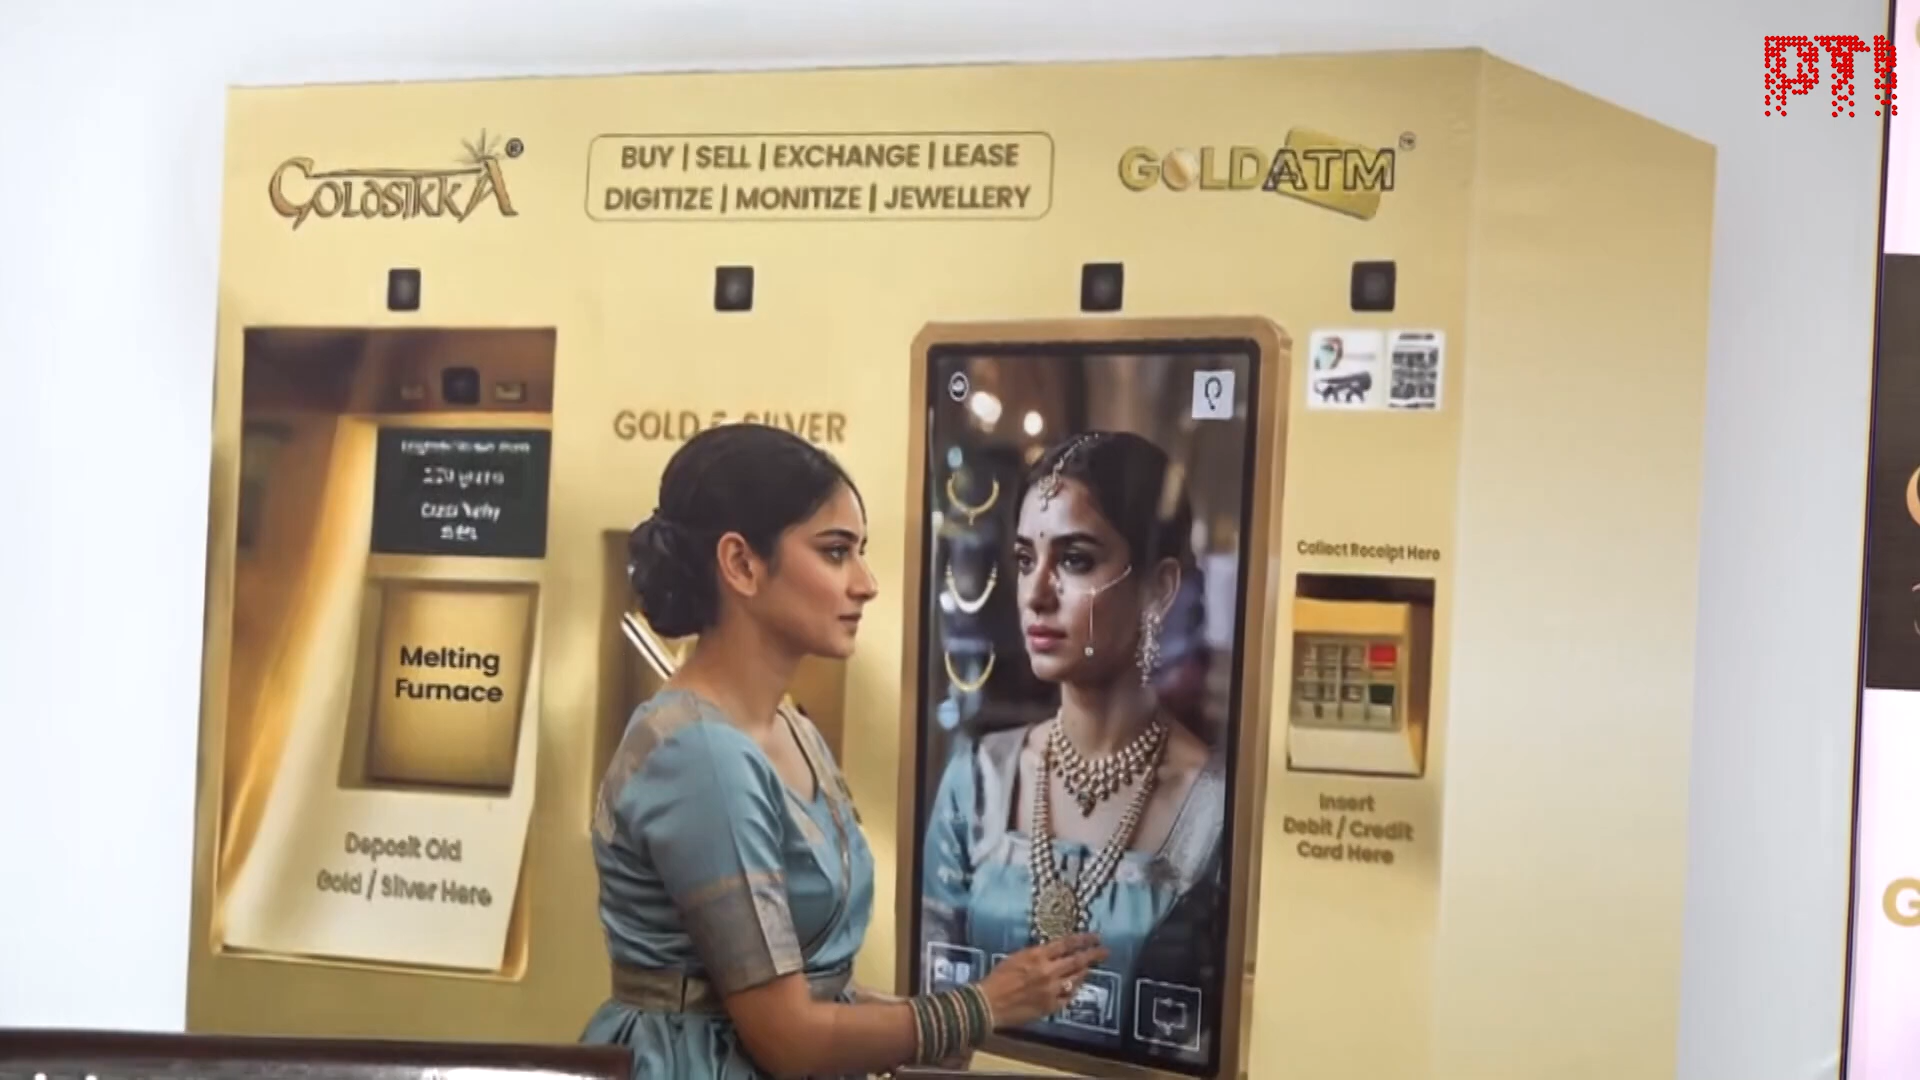 PTI
GOLDSIKKA
BUY | SELL | EXCHANGE | LEASE
DIGITIZE | MONITIZE | JEWELLERY
GOLDATM
GOLD & SILVER
Melting
Furnace
Deposit Old
Gold / Silver Here
Collect Receipt Here
Insert
Debit / Credit
Card Here
G